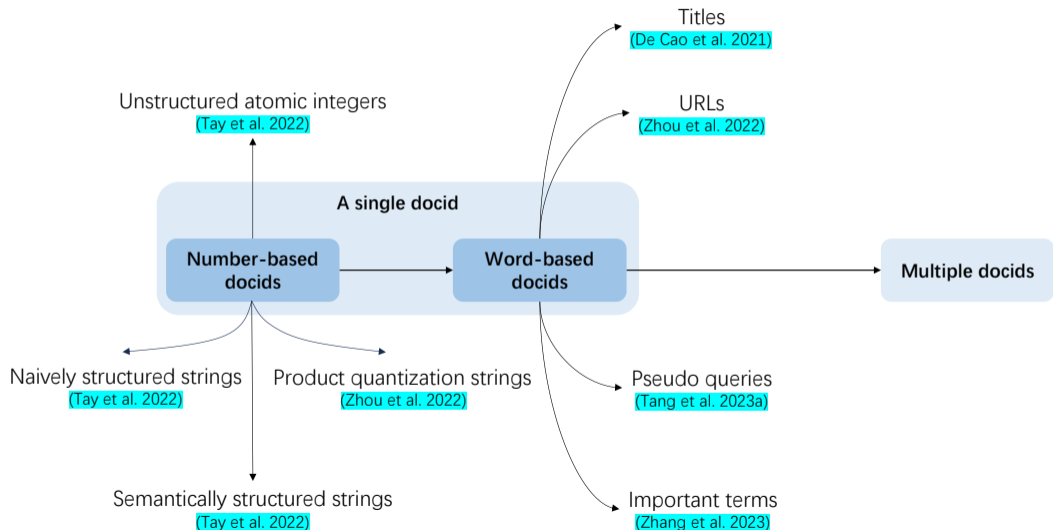 Titles
(De Cao et al. 2021)
Unstructured atomic integers
(Tay et al. 2022)
URLs
(Zhou et al. 2022)
A single docid
Number-based
docids
Word-based
docids
Multiple docids
Naively structured strings
(Tay et al. 2022)
Product quantization strings
(Zhou et al. 2022)
Pseudo queries
(Tang et al. 2023a)
Semantically structured strings
(Tay et al. 2022)
Important terms
(Zhang et al. 2023)